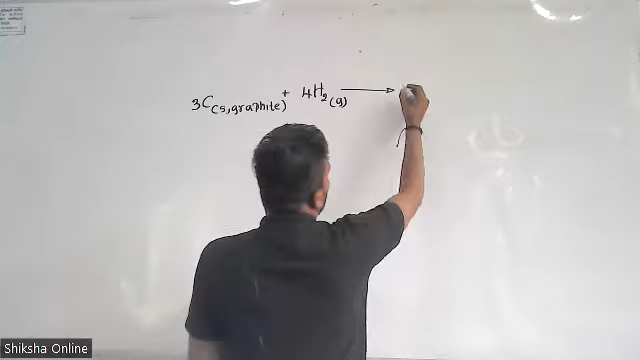 3C(s,graphite) + 4H₂(g) ⟶
Shiksha Online